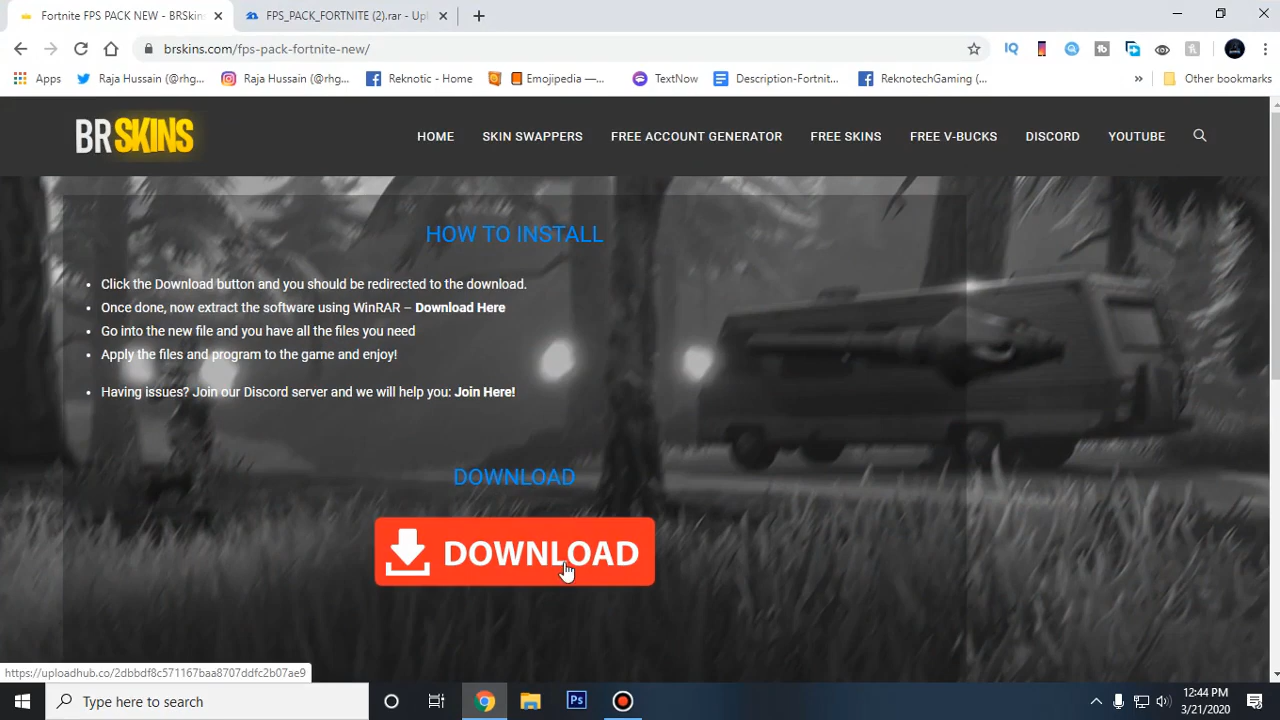 Fortnite FPS PACK NEW - BRSkins
FPS_PACK_FORTNITE (2).rar - Upl
brskins.com/fps-pack-fortnite-new/
Apps
Raja Hussain (@rhg...
Raja Hussain (@rhg...
Reknotic - Home
Emojipedia —...
TextNow
Description-Fortnit...
ReknotechGaming (...
»
Other bookmarks
BRSKINS
HOME
SKIN SWAPPERS
FREE ACCOUNT GENERATOR
FREE SKINS
FREE V-BUCKS
DISCORD
YOUTUBE
HOW TO INSTALL
• Click the Download button and you should be redirected to the download.
• Once done, now extract the software using WinRAR – Download Here
• Go into the new file and you have all the files you need
• Apply the files and program to the game and enjoy!
• Having issues? Join our Discord server and we will help you: Join Here!
DOWNLOAD
DOWNLOAD
https://uploadhub.co/2dbbdf8c571167baa8707ddfc2b07ae9
Type here to search
Ps
12:44 PM
3/21/2020